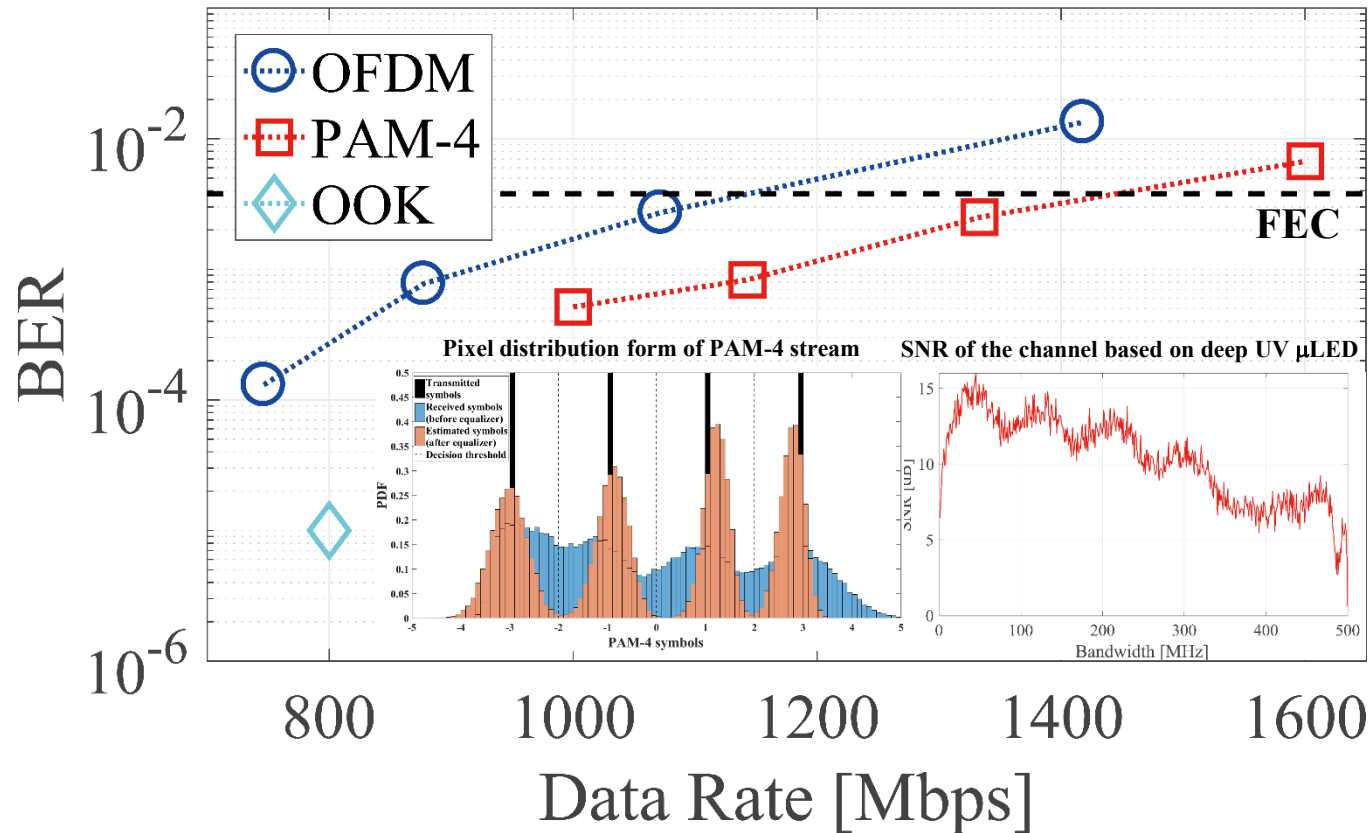 OFDM
PAM-4
OOK
FEC
BER
10-2
10-4
10-6
800
1000
1200
1400
1600
Data Rate [Mbps]
Pixel distribution form of PAM-4 stream
Transmitted
symbols
Received symbols
(before equalizer)
Estimated symbols
(after equalizer)
Decision threshold
PDF
0.5
0.45
0.4
0.35
0.3
0.25
0.2
0.15
0.1
0.05
0
-5
-4
-3
-2
-1
0
1
2
3
4
5
PAM-4 symbols
SNR of the channel based on deep UV µLED
SNR [dB]
15
10
5
0
0
100
200
300
400
500
Bandwidth [MHz]